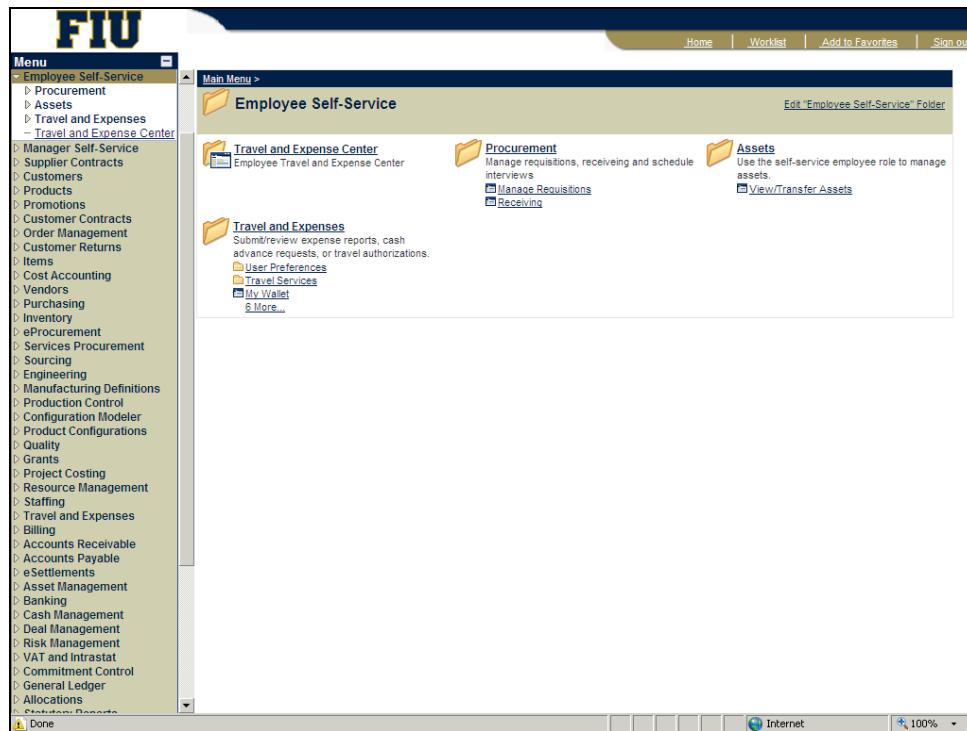 FIU
Home
Worklist
Add to Favorites
Sign ou
Menu
Employee Self-Service
Procurement
Assets
Travel and Expenses
Travel and Expense Center
Manager Self-Service
Supplier Contracts
Customers
Products
Promotions
Customer Contracts
Order Management
Customer Returns
Items
Cost Accounting
Vendors
Purchasing
Inventory
eProcurement
Services Procurement
Sourcing
Engineering
Manufacturing Definitions
Production Control
Configuration Modeler
Product Configurations
Quality
Grants
Project Costing
Resource Management
Staffing
Travel and Expenses
Billing
Accounts Receivable
Accounts Payable
eSettlements
Asset Management
Banking
Cash Management
Deal Management
Risk Management
VAT and Intrastat
Commitment Control
General Ledger
Allocations
Statutory Reports
Main Menu >
Employee Self-Service
Edit "Employee Self-Service" Folder
Travel and Expense Center
Employee Travel and Expense Center
Procurement
Manage requisitions, receiveing and schedule
interviews
Manage Requisitions
Receiving
Assets
Use the self-service employee role to manage
assets.
View/Transfer Assets
Travel and Expenses
Submit/review expense reports, cash
advance requests, or travel authorizations.
User Preferences
Travel Services
My Wallet
6 More...
Done
Internet
100%